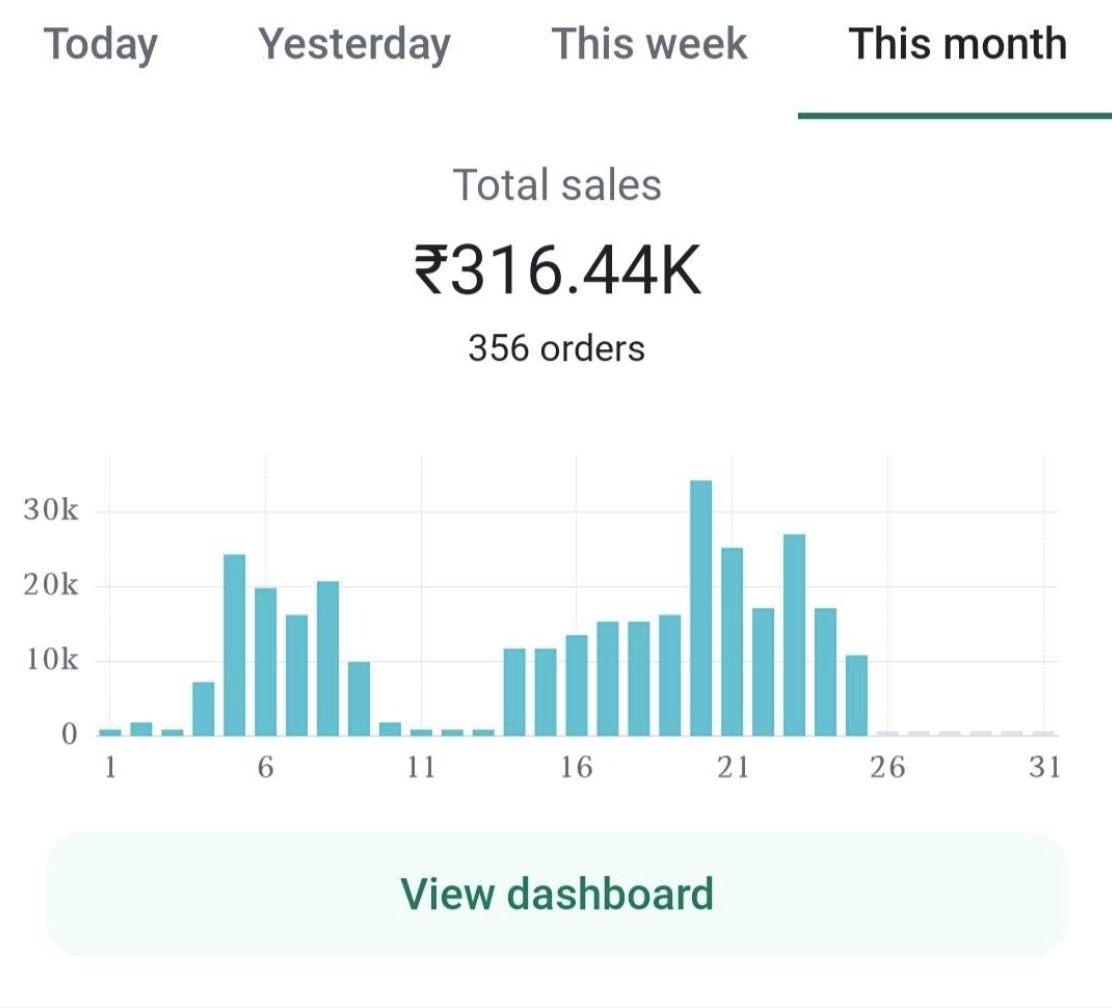 Today Yesterday This week This month
Total sales
₹316.44K
356 orders
30k
20k
10k
0
1 6 11 16 21 26 31
View dashboard